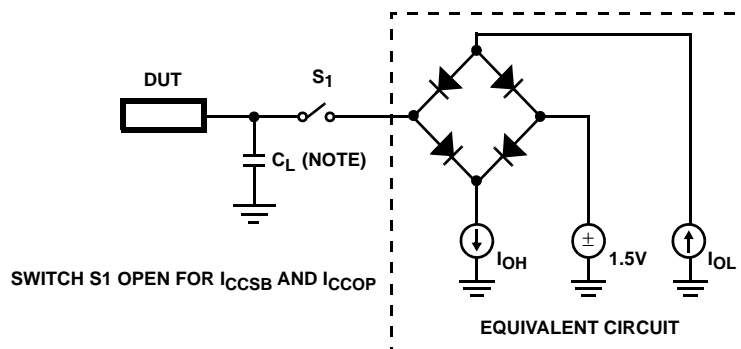 DUT
S1
CL (NOTE)
IOH
±
1.5V
IOL
SWITCH S1 OPEN FOR ICCSB AND ICCOP
EQUIVALENT CIRCUIT